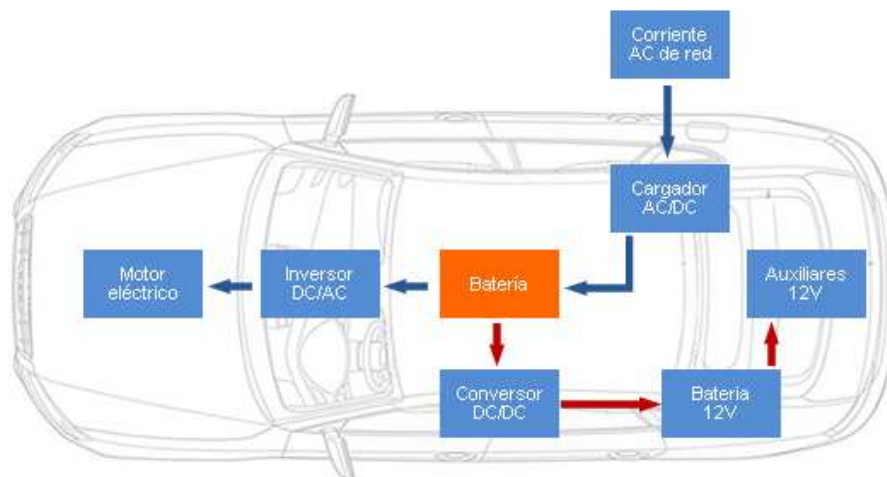 Corriente
AC de red
Cargador
AC/DC
Motor
eléctrico
Inversor
DC/AC
Batería
Auxiliares
12V
Conversor
DC/DC
Bateria
12V